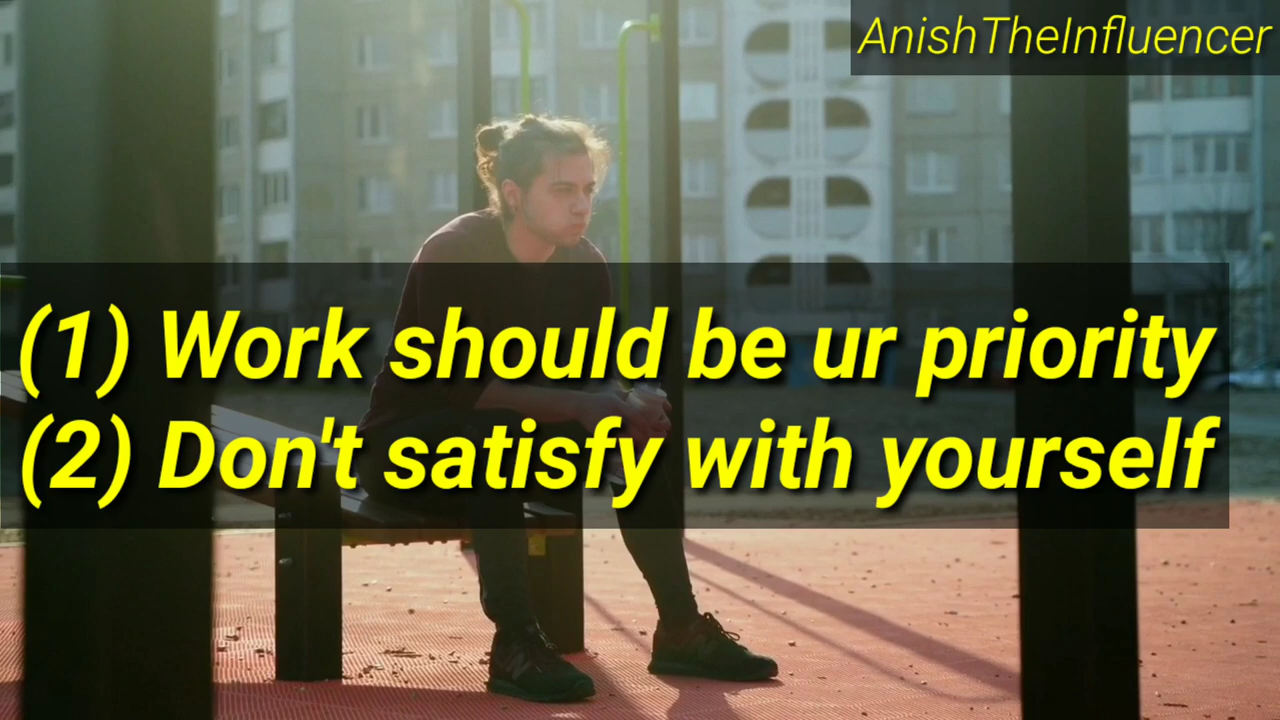 AnishTheInfluencer
(1) Work should be ur priority
(2) Don't satisfy with yourself